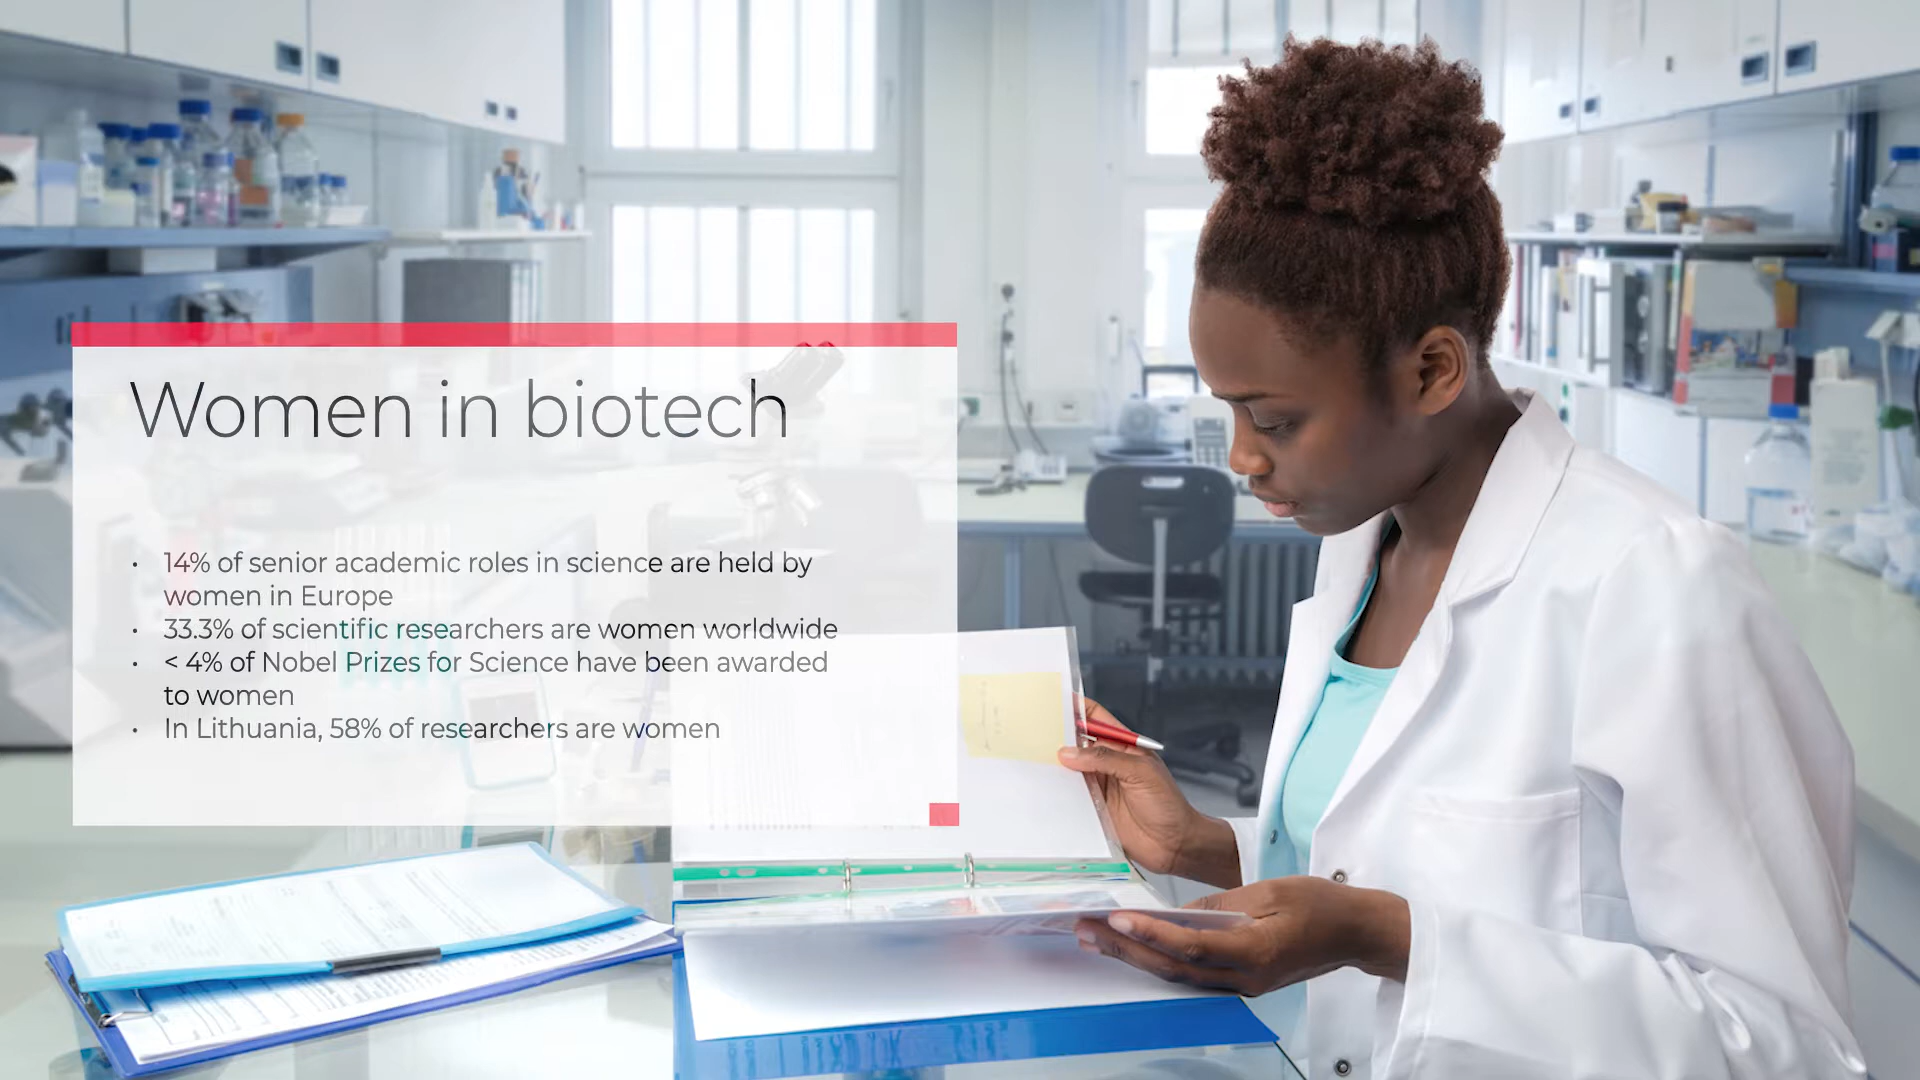 Women in biotech
• 14% of senior academic roles in science are held by
women in Europe
• 33.3% of scientific researchers are women worldwide
• < 4% of Nobel Prizes for Science have been awarded
to women
• In Lithuania, 58% of researchers are women